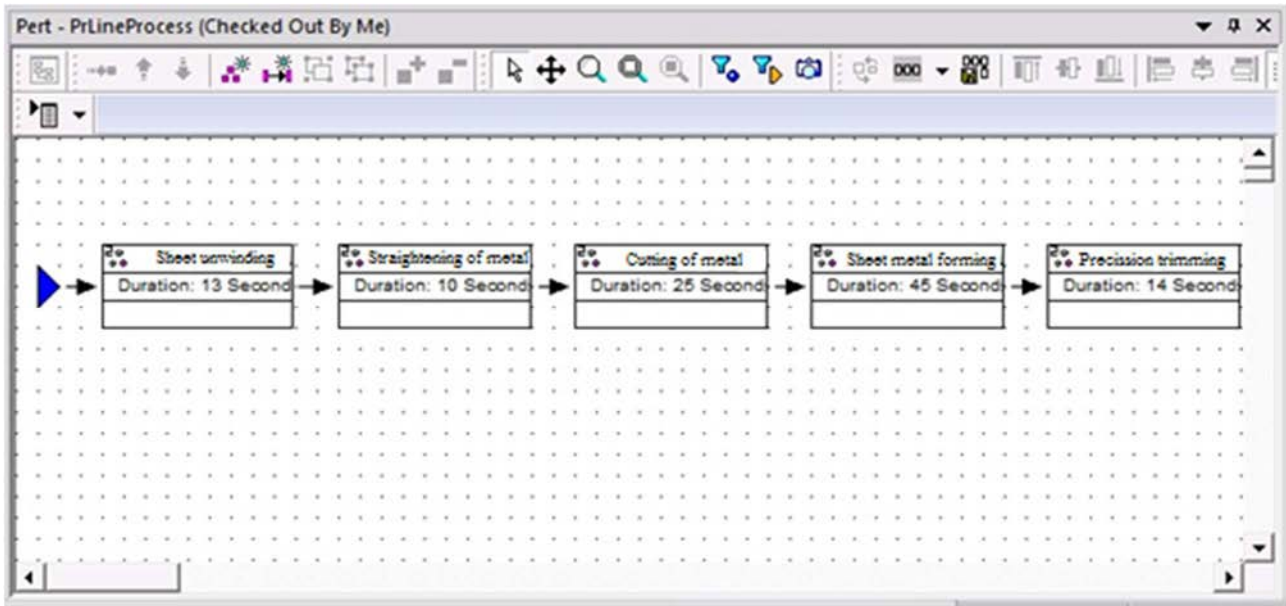 Pert - PrLineProcess (Checked Out By Me)
Sheet unwinding
Duration: 13 Second
Straightening of metal
Duration: 10 Second
Cutting of metal
Duration: 25 Second
Sheet metal forming
Duration: 45 Second
Precission trimming
Duration: 14 Second